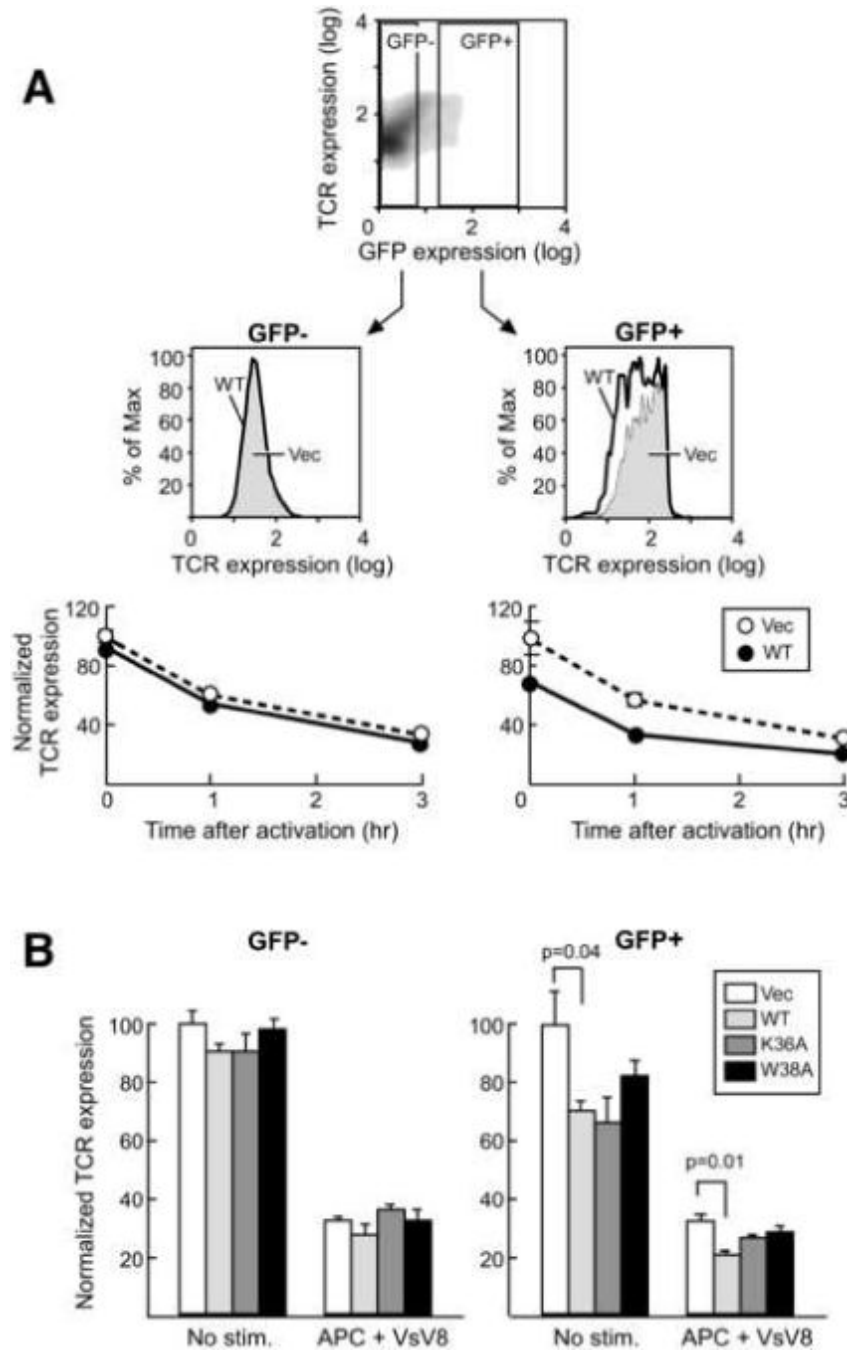 A
TCR expression (log)
4
2
0 2 4
GFP- GFP+
GFP expression (log)
GFP-
% of Max
100
80
60
40
20
WT
Vec
0 2 4
TCR expression (log)
GFP+
% of Max
100
80
60
40
20
WT
Vec
0 2 4
TCR expression (log)
Normalized
TCR expression
120
80
40
0 1 2 3
Time after activation (hr)
120
80
40
0 1 2 3
Time after activation (hr)
Vec
WT
B
GFP-
Normalized TCR expression
100
80
60
40
20
No stim. APC + VsV8
GFP+
p=0.04
100
80
60
40
20
p=0.01
No stim. APC + VsV8
Vec
WT
K36A
W38A